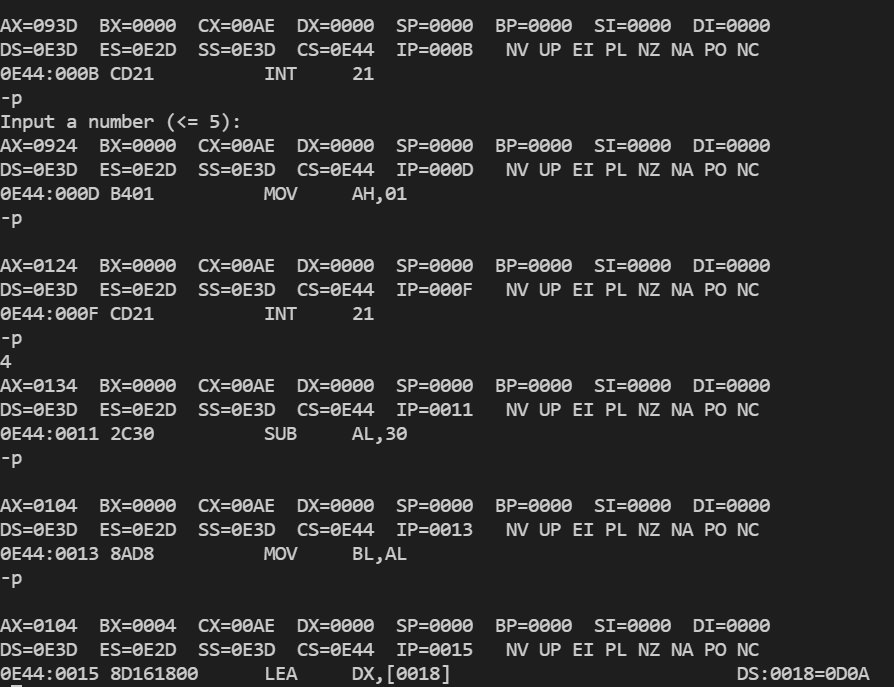 AX=093D  BX=0000  CX=00AE  DX=0000  SP=0000  BP=0000  SI=0000  DI=0000
DS=0E3D  ES=0E2D  SS=0E3D  CS=0E44  IP=000B   NV UP EI PL NZ NA PO NC
0E44:000B CD21          INT     21
-p
Input a number (<= 5):
AX=0924  BX=0000  CX=00AE  DX=0000  SP=0000  BP=0000  SI=0000  DI=0000
DS=0E3D  ES=0E2D  SS=0E3D  CS=0E44  IP=000D   NV UP EI PL NZ NA PO NC
0E44:000D B401          MOV     AH,01
-p
AX=0124  BX=0000  CX=00AE  DX=0000  SP=0000  BP=0000  SI=0000  DI=0000
DS=0E3D  ES=0E2D  SS=0E3D  CS=0E44  IP=000F   NV UP EI PL NZ NA PO NC
0E44:000F CD21          INT     21
-p
4
AX=0134  BX=0000  CX=00AE  DX=0000  SP=0000  BP=0000  SI=0000  DI=0000
DS=0E3D  ES=0E2D  SS=0E3D  CS=0E44  IP=0011   NV UP EI PL NZ NA PO NC
0E44:0011 2C30          SUB     AL,30
-p
AX=0104  BX=0000  CX=00AE  DX=0000  SP=0000  BP=0000  SI=0000  DI=0000
DS=0E3D  ES=0E2D  SS=0E3D  CS=0E44  IP=0013   NV UP EI PL NZ NA PO NC
0E44:0013 8AD8          MOV     BL,AL
-p
AX=0104  BX=0004  CX=00AE  DX=0000  SP=0000  BP=0000  SI=0000  DI=0000
DS=0E3D  ES=0E2D  SS=0E3D  CS=0E44  IP=0015   NV UP EI PL NZ NA PO NC
0E44:0015 8D161800      LEA     DX,[0018]                          DS:0018=0D0A